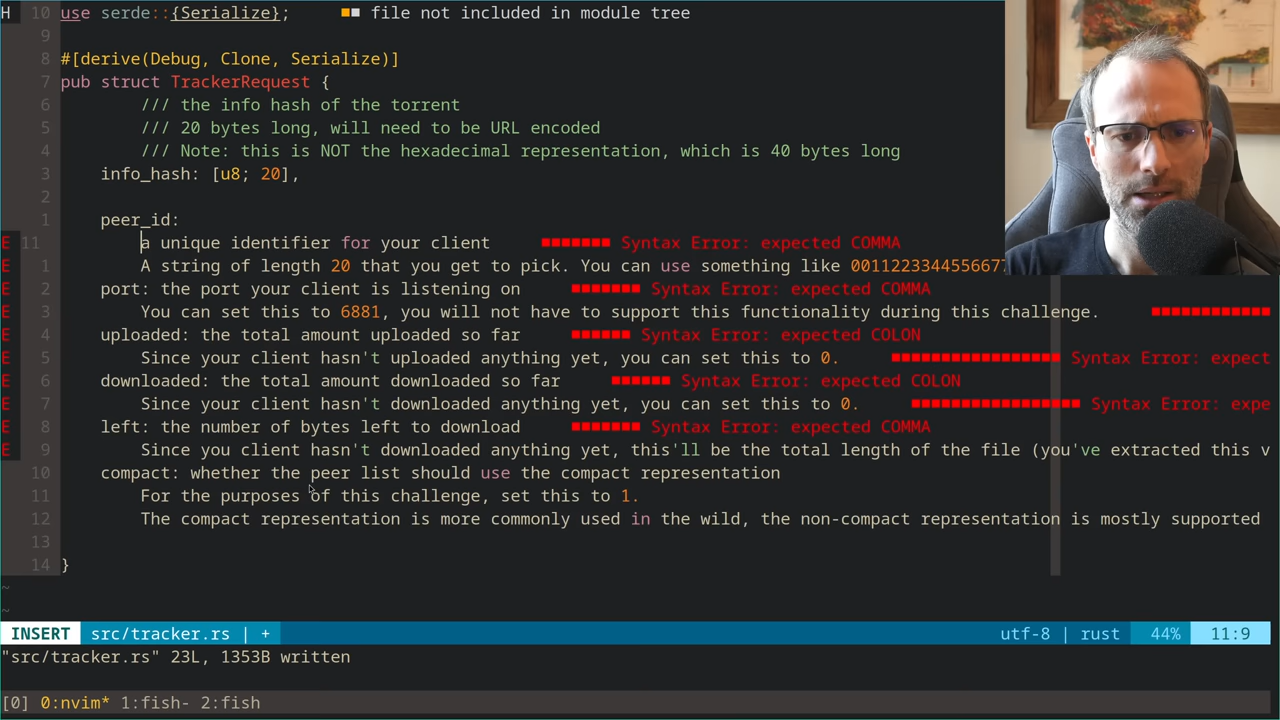 H 10 use serde::{Serialize}; ■■ file not included in module tree
9
8 #[derive(Debug, Clone, Serialize)]
7 pub struct TrackerRequest {
6 /// the info hash of the torrent
5 /// 20 bytes long, will need to be URL encoded
4 /// Note: this is NOT the hexadecimal representation, which is 40 bytes long
3 info_hash: [u8; 20],
2
1 peer_id:
E 11 a unique identifier for your client ■■■■■■■ Syntax Error: expected COMMA
E 1 A string of length 20 that you get to pick. You can use something like 0011223344556677
E 2 port: the port your client is listening on ■■■■■■■ Syntax Error: expected COMMA
E 3 You can set this to 6881, you will not have to support this functionality during this challenge. ■■■■■■■■■■■■
E 4 uploaded: the total amount uploaded so far ■■■■■■ Syntax Error: expected COLON
E 5 Since your client hasn't uploaded anything yet, you can set this to 0. ■■■■■■■■■■■■■■■■■ Syntax Error: expect
E 6 downloaded: the total amount downloaded so far ■■■■■■ Syntax Error: expected COLON
E 7 Since your client hasn't downloaded anything yet, you can set this to 0. ■■■■■■■■■■■■■■■■■ Syntax Error: expe
E 8 left: the number of bytes left to download ■■■■■■■ Syntax Error: expected COMMA
E 9 Since you client hasn't downloaded anything yet, this'll be the total length of the file (you've extracted this v
10 compact: whether the peer list should use the compact representation
11 For the purposes of this challenge, set this to 1.
12 The compact representation is more commonly used in the wild, the non-compact representation is mostly supported
13
14 }
~
~
INSERT src/tracker.rs | + utf-8 | rust 44% 11:9
"src/tracker.rs" 23L, 1353B written
[0] 0:nvim* 1:fish- 2:fish